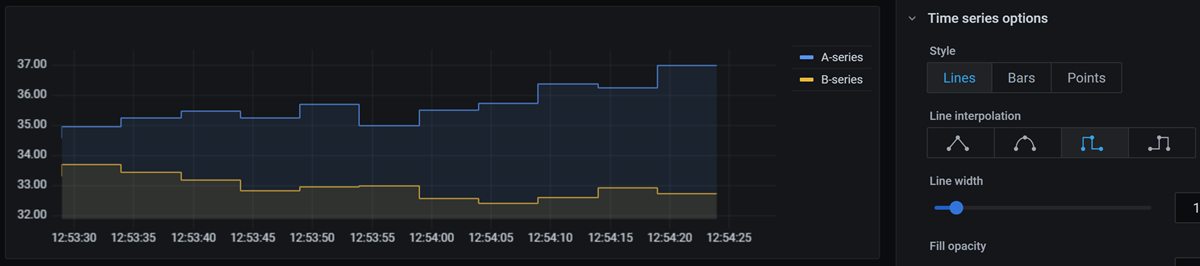 37.00
36.00
35.00
34.00
33.00
32.00
12:53:30 12:53:35 12:53:40 12:53:45 12:53:50 12:53:55 12:54:00 12:54:05 12:54:10 12:54:15 12:54:20 12:54:25
A-series
B-series
Time series options
Style
Lines Bars Points
Line interpolation
Line width
1
Fill opacity